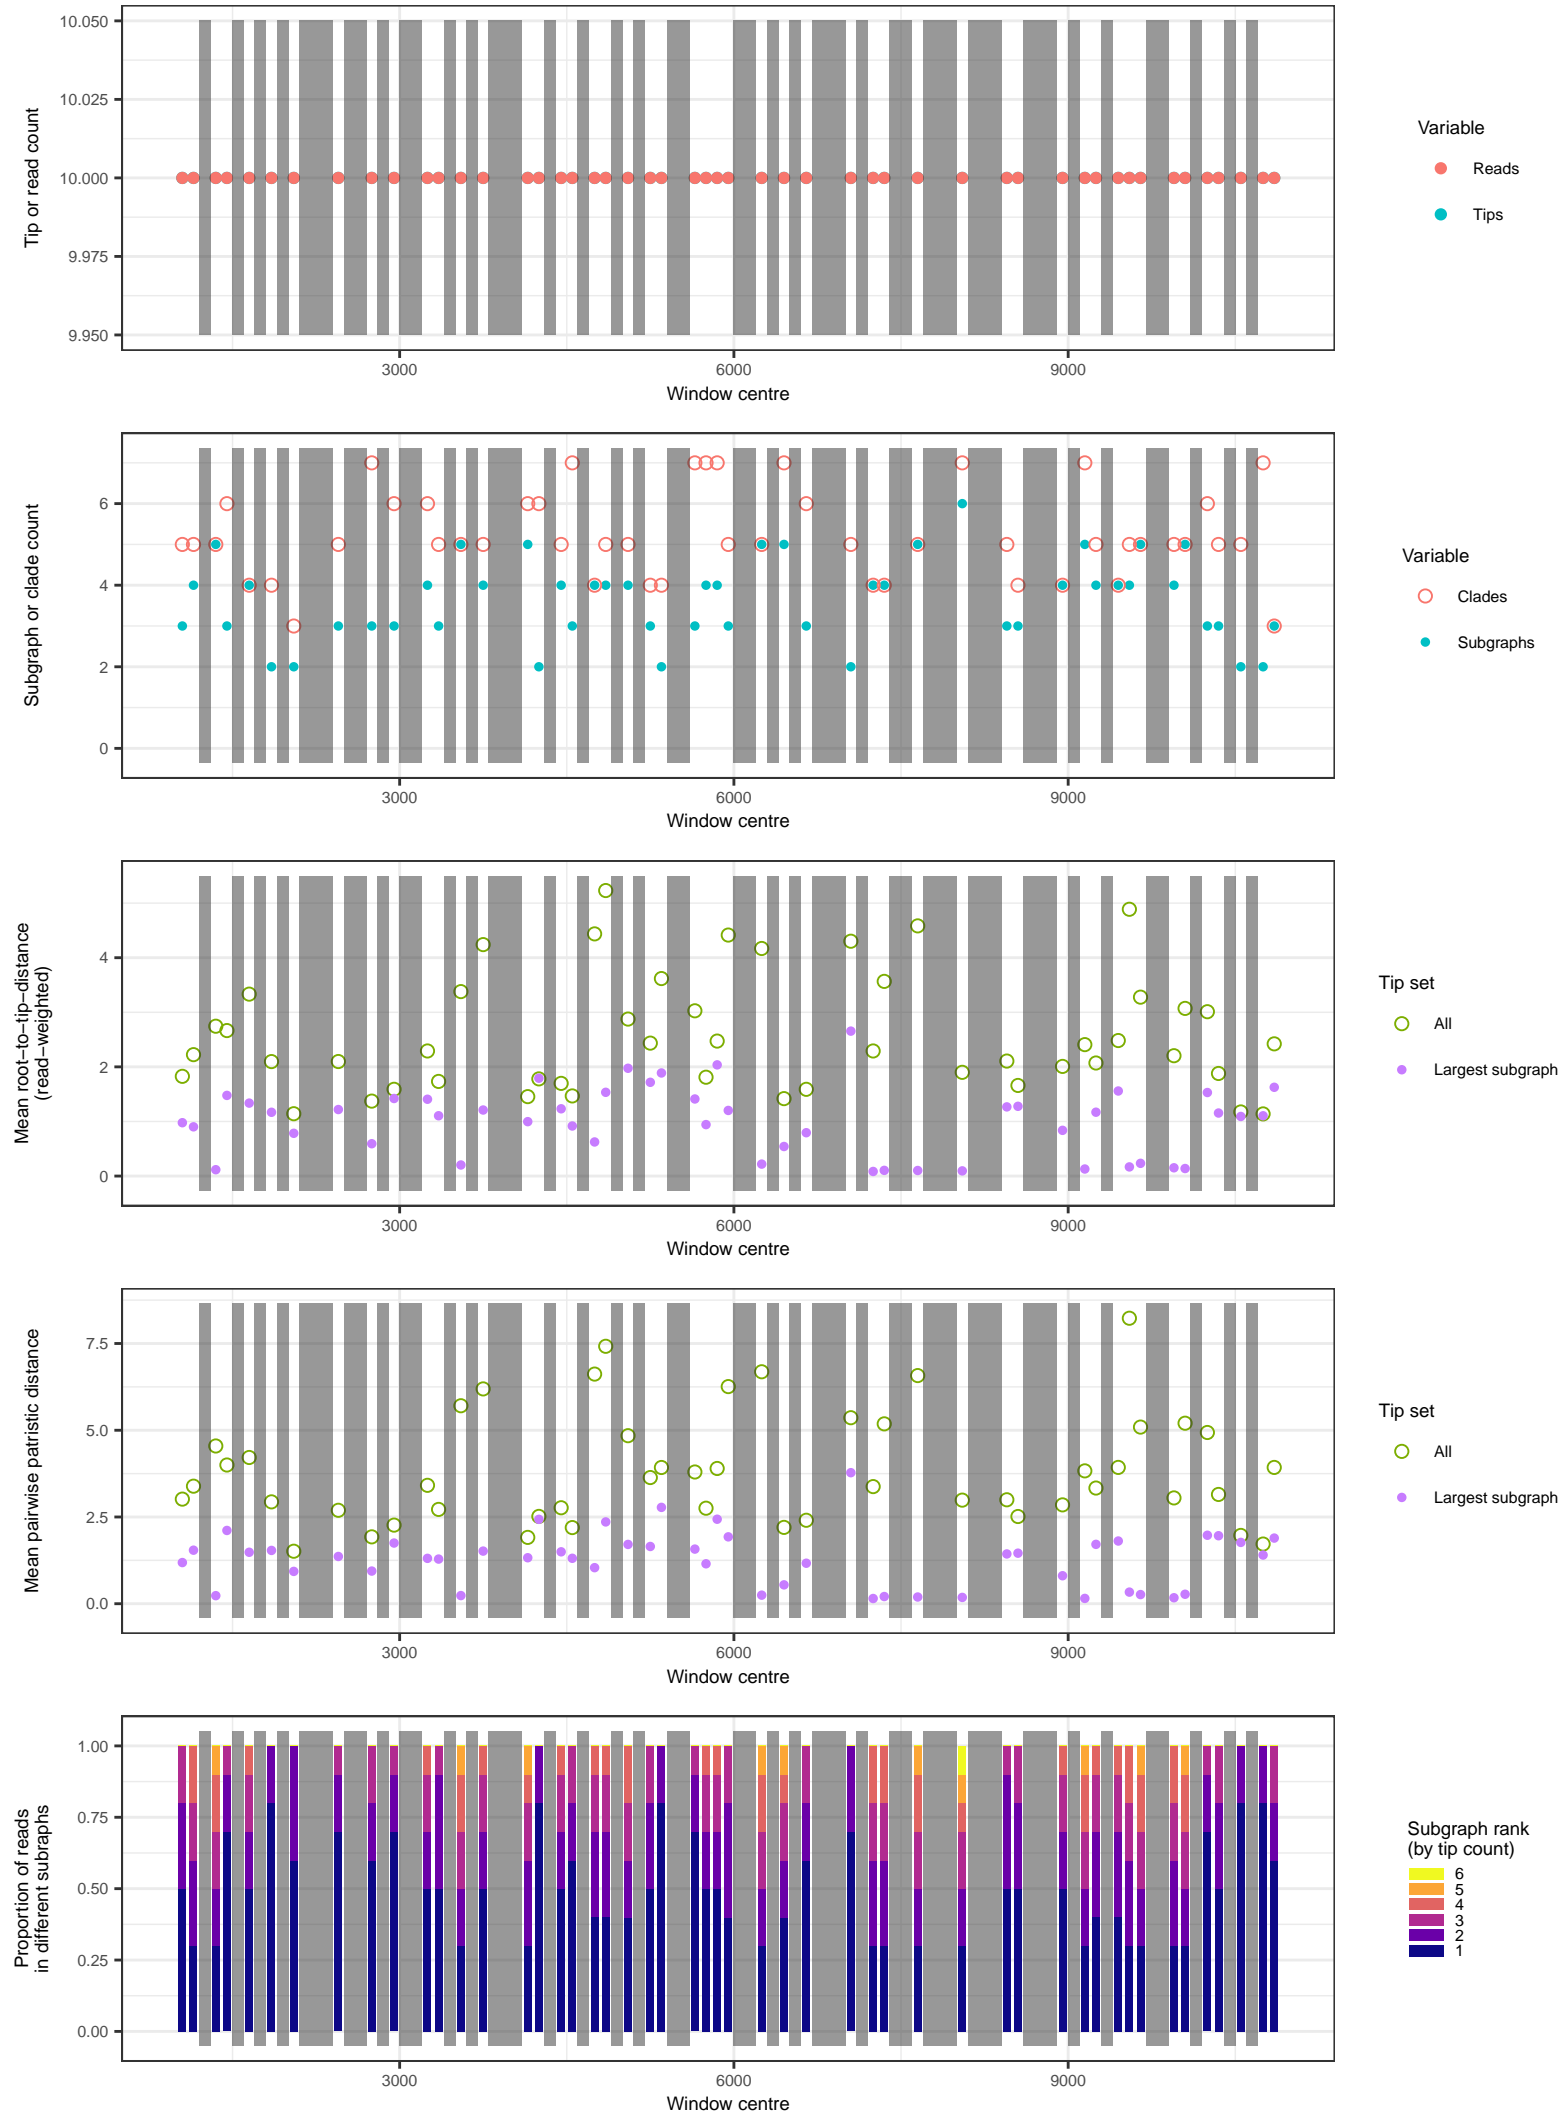 10.050
10.025
10.000
9.975
9.950
Tip or read count
3000
6000
9000
Window centre
Variable
Reads
Tips
6
4
2
0
Subgraph or clade count
3000
6000
9000
Window centre
Variable
Clades
Subgraphs
4
2
0
Mean root−to−tip−distance
(read−weighted)
3000
6000
9000
Window centre
Tip set
All
Largest subgraph
7.5
5.0
2.5
0.0
Mean pairwise patristic distance
3000
6000
9000
Window centre
Tip set
All
Largest subgraph
1.00
0.75
0.50
0.25
0.00
Proportion of reads
in different subraphs
3000
6000
9000
Window centre
Subgraph rank
(by tip count)
6
5
4
3
2
1